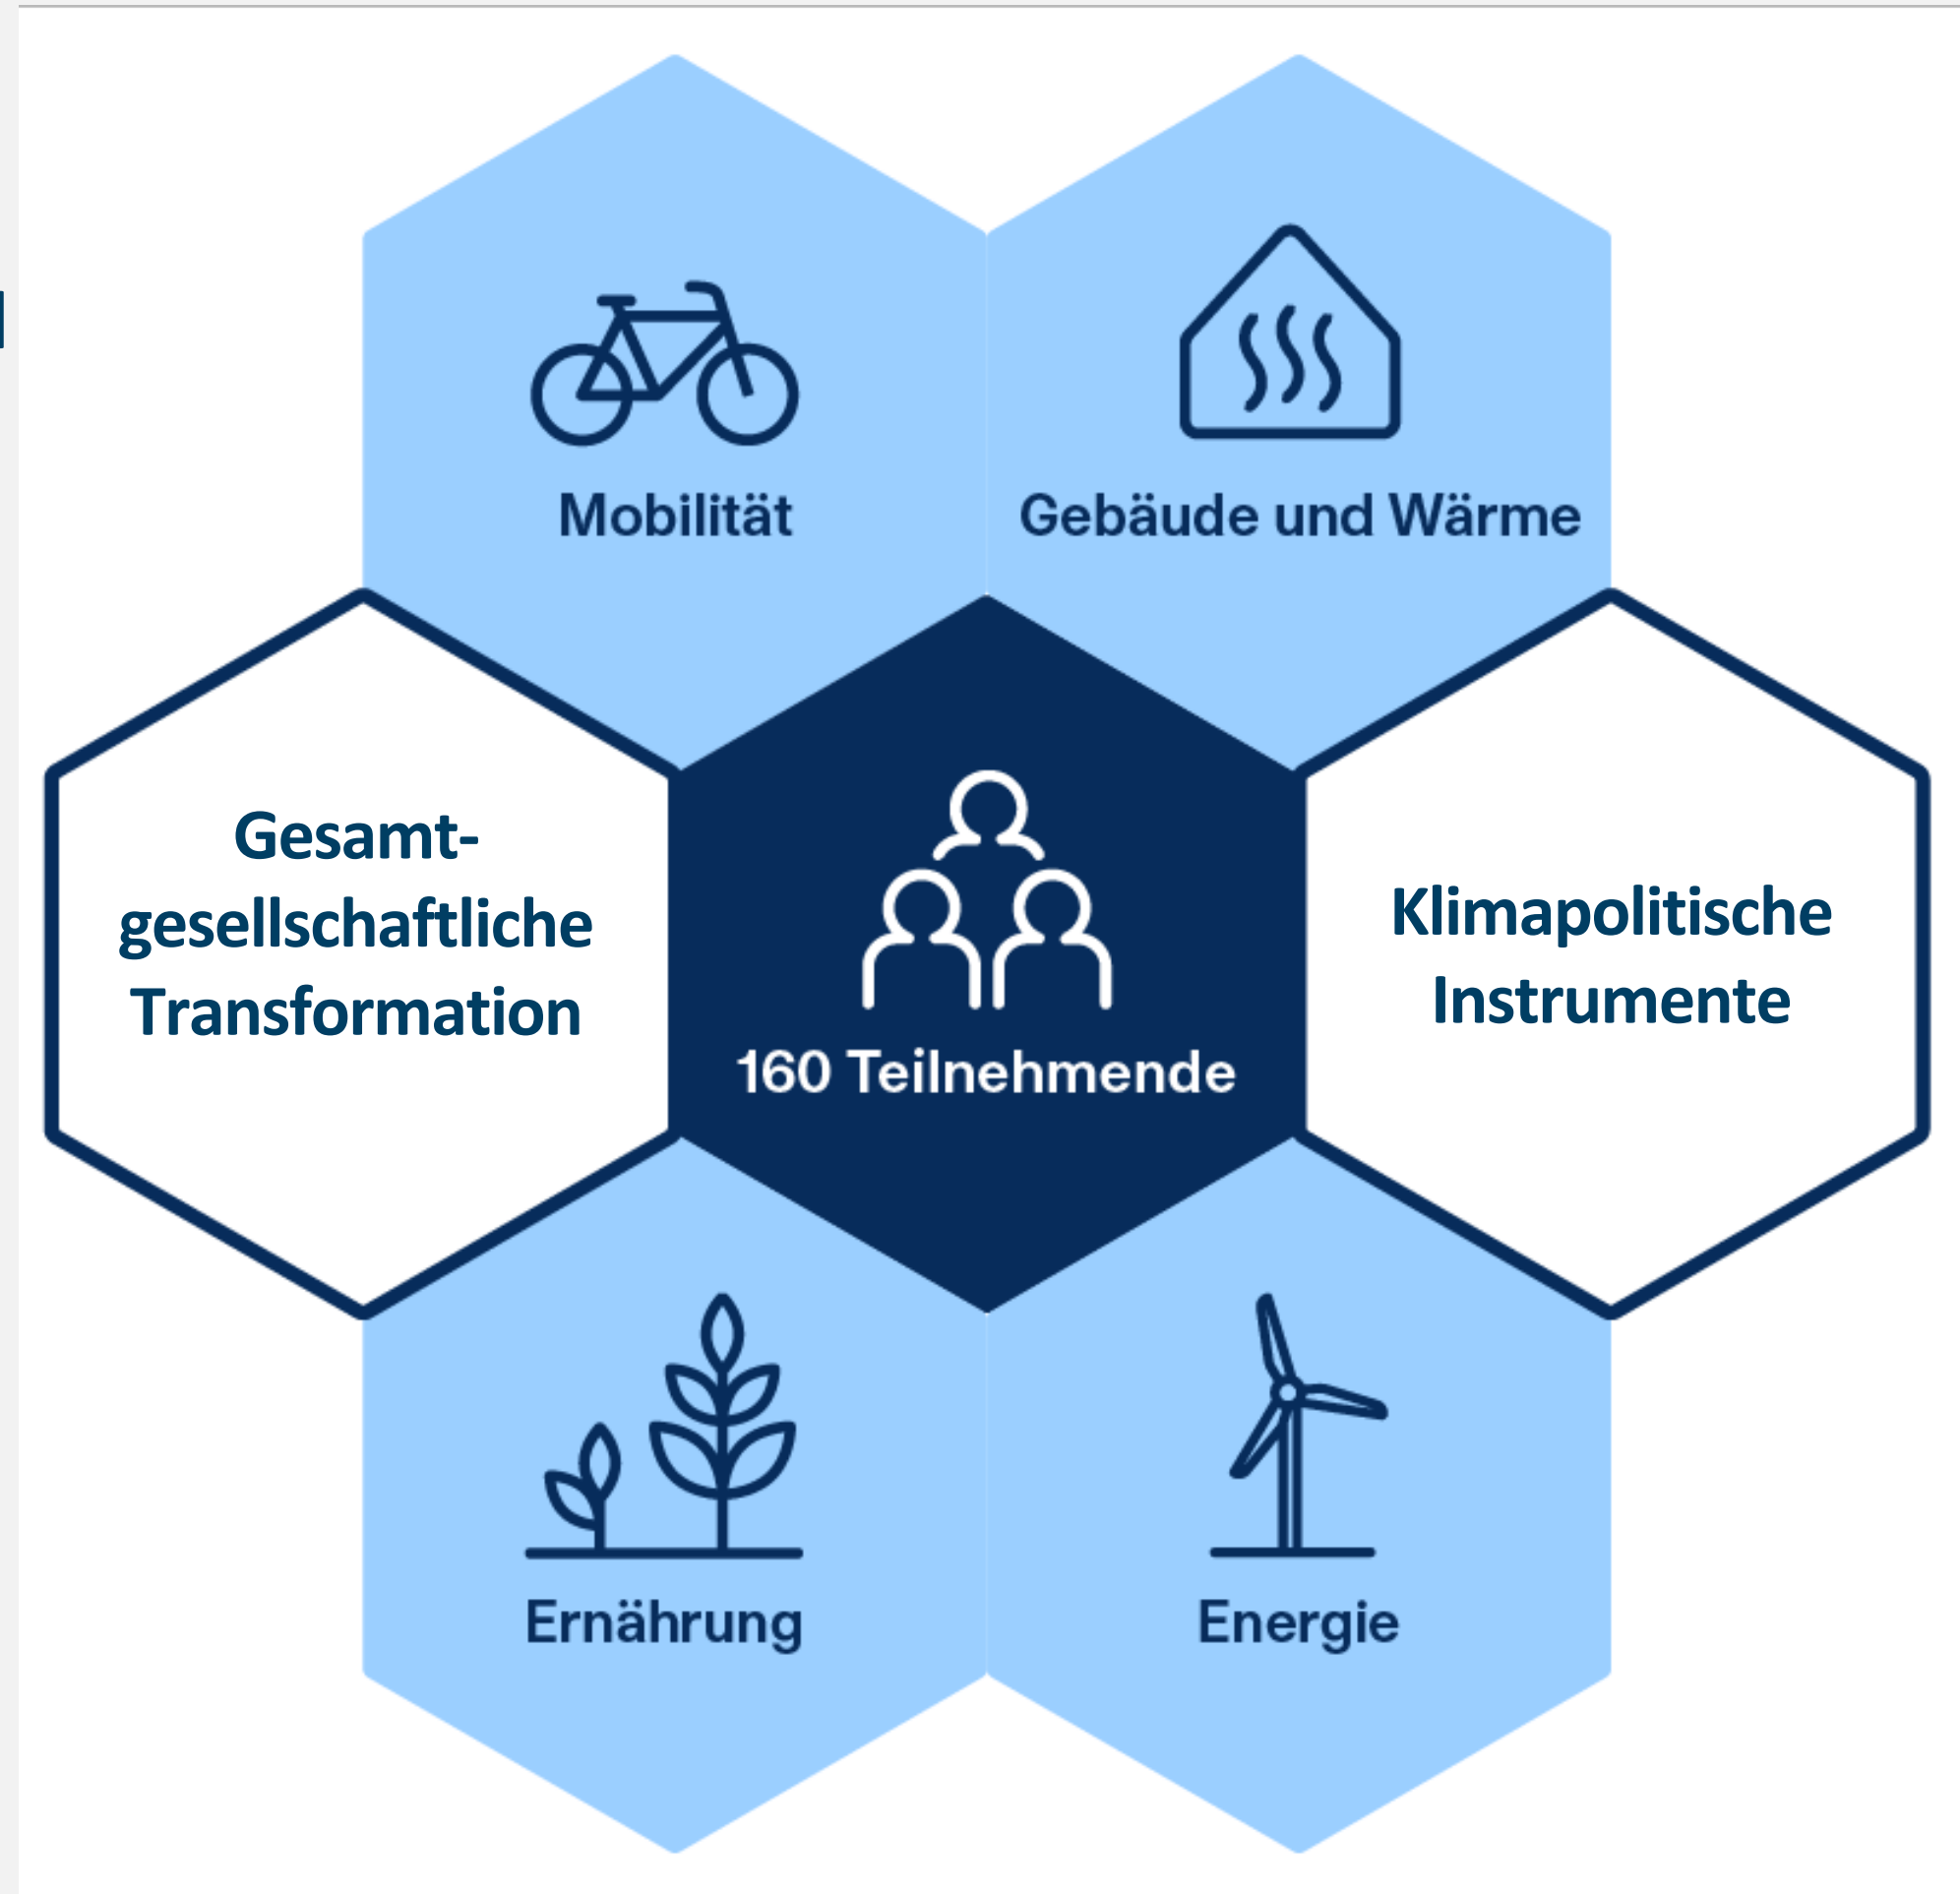 Mobilität
Gebäude und Wärme
Gesamt-
gesellschaftliche
Transformation
160 Teilnehmende
Klimapolitische
Instrumente
Ernährung
Energie